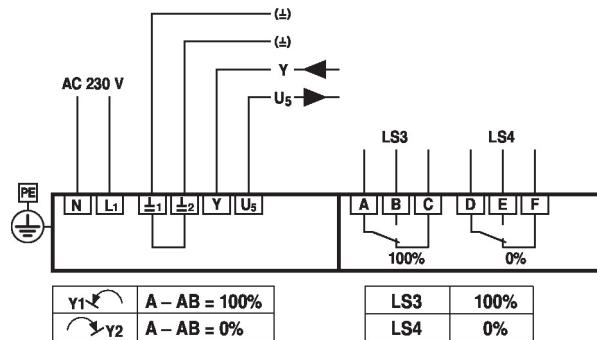 (⊥)
(⊥)
Y
AC 230 V
U5
LS3 LS4
PE
N L1 ⊥1 ⊥2 Y U5 A B C D E F
100% 0%
Y1 A – AB = 100%
Y2 A – AB = 0%
LS3 100%
LS4 0%